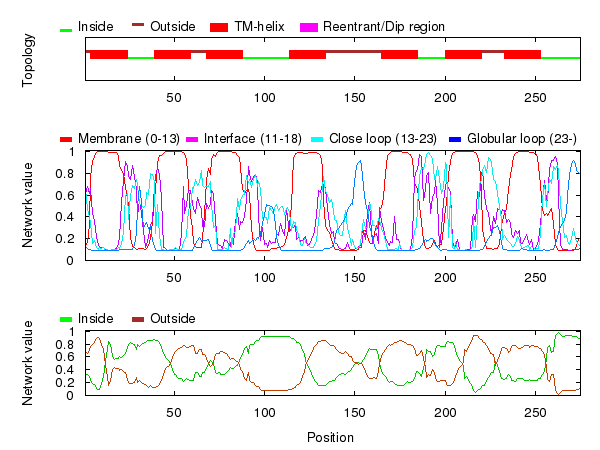 Inside Outside TM-helix Reentrant/Dip region
Topology
50 100 150 200 250
Membrane (0-13) Interface (11-18) Close loop (13-23) Globular loop (23-)
Network value
1
0.8
0.6
0.4
0.2
0
50 100 150 200 250
Inside Outside
Network value
1
0.8
0.6
0.4
0.2
0
50 100 150 200 250
Position